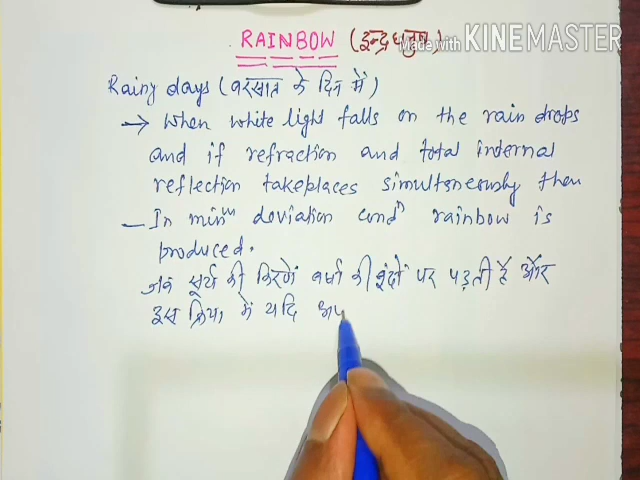 RAINBOW (इन्द्रधनुष)
Made with KINEMASTER
Rainy days (बरसात के दिन में)
→ When white light falls on the rain drops
and if refraction and total internal
reflection takeplaces simultoneously then
– In minᵐ deviation condⁿ rainbow is
produced.
जब सूर्य की किरणें वर्षा की बूंदों पर पड़ती है और
इस क्रिया में यदि अप